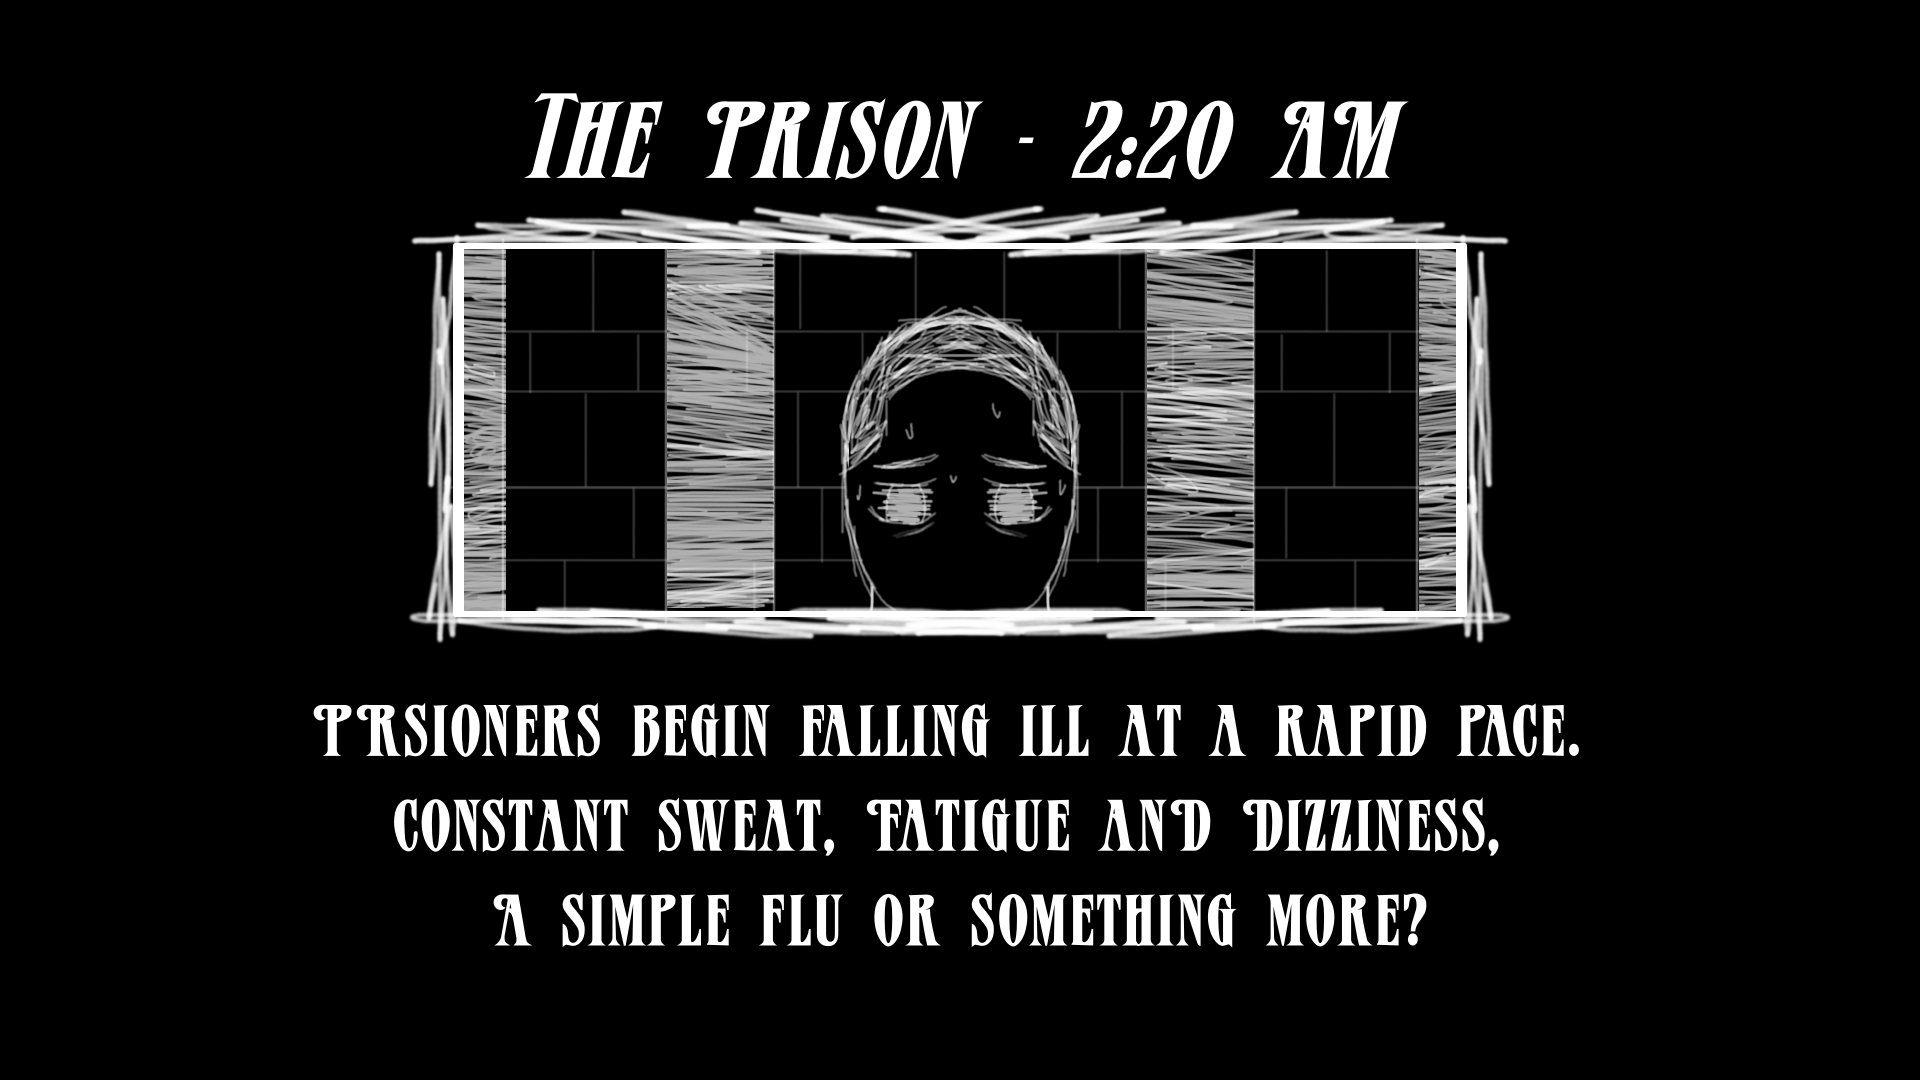 The Prison - 2:20 AM
Prsioners begin falling ill at a rapid pace.
constant sweat, Fatigue anD Dizziness,
A simple flu or something more?